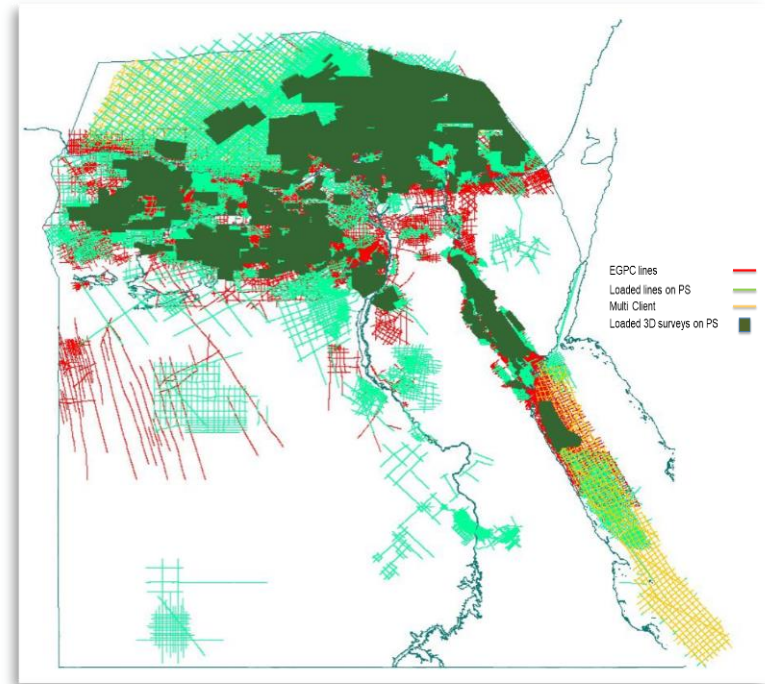 EGPC lines
Loaded lines on PS
Multi Client
Loaded 3D surveys on PS